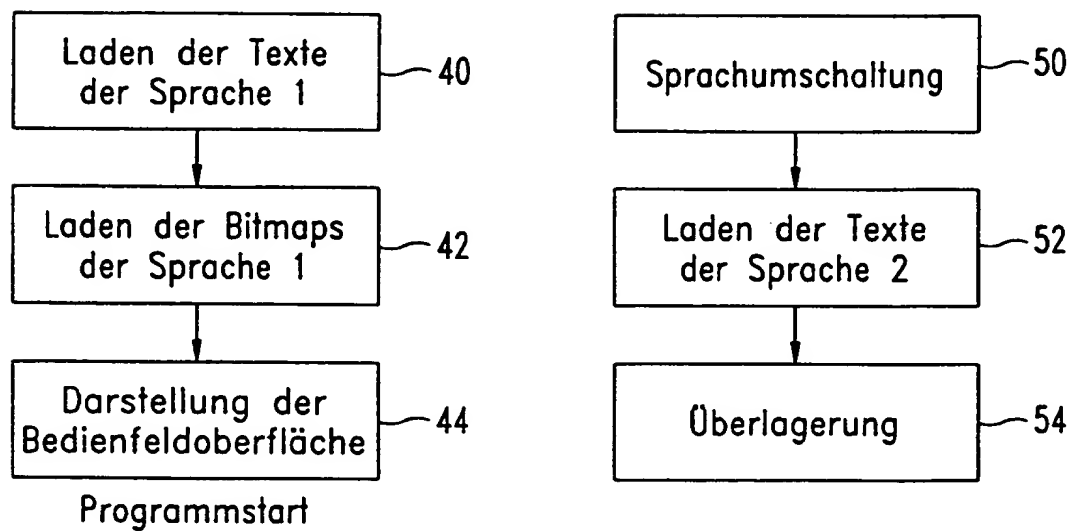 Laden der Texte
der Sprache 1
40
Laden der Bitmaps
der Sprache 1
42
Darstellung der
Bedienfeldoberfläche
44
Programmstart
Sprachumschaltung
50
Laden der Texte
der Sprache 2
52
Überlagerung
54